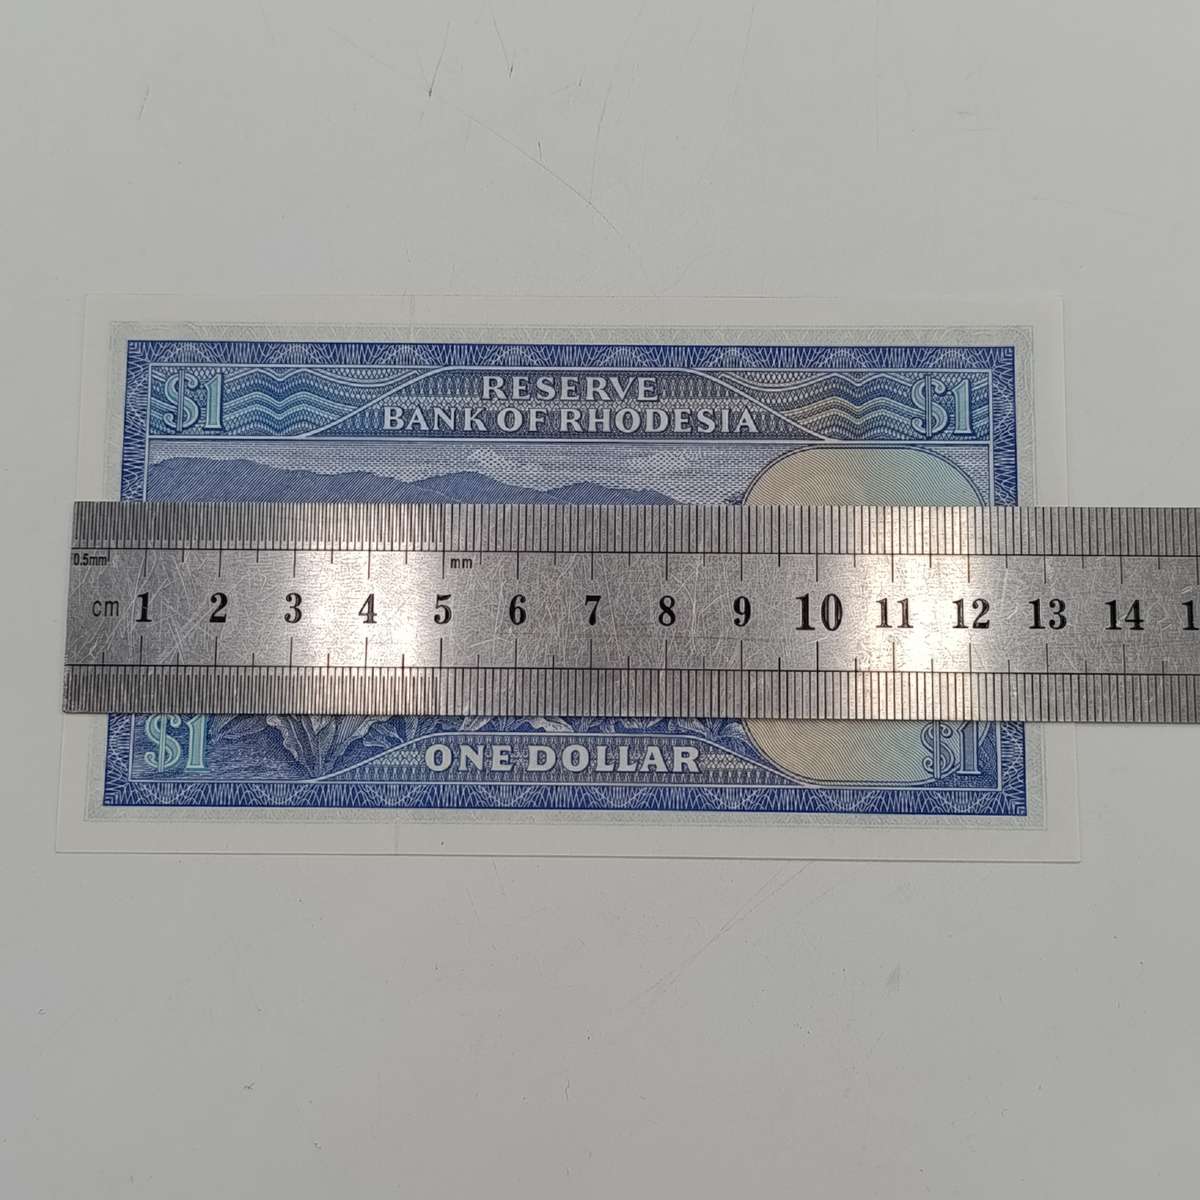 $1 RESERVE $1
BANK OF RHODESIA
0.5mm mm
cm 1 2 3 4 5 6 7 8 9 10 11 12 13 14 1
$1 ONE DOLLAR $1